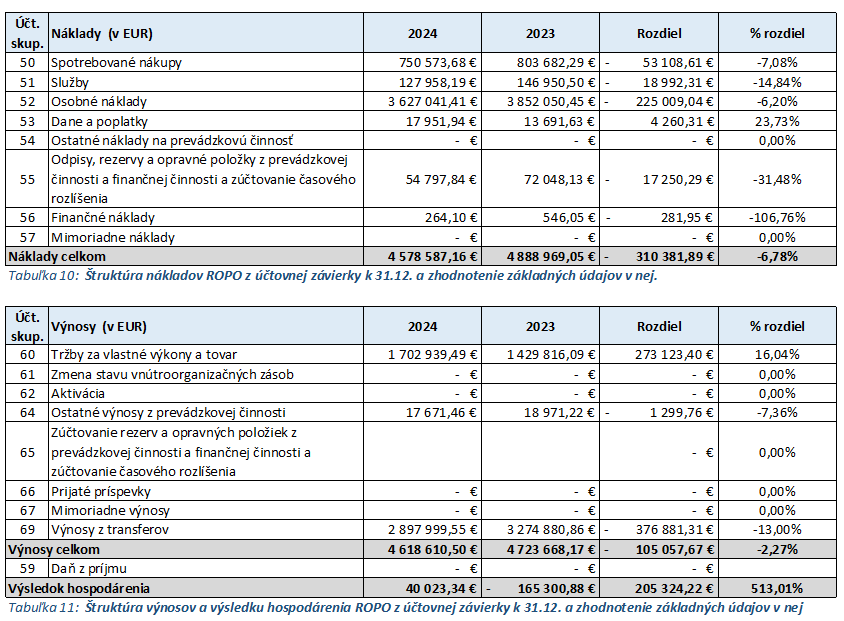 Účt. skup. Náklady (v EUR) 2024 2023 Rozdiel % rozdiel
50 Spotrebované nákupy 750 573,68 € 803 682,29 € - 53 108,61 € -7,08%
51 Služby 127 958,19 € 146 950,50 € - 18 992,31 € -14,84%
52 Osobné náklady 3 627 041,41 € 3 852 050,45 € - 225 009,04 € -6,20%
53 Dane a poplatky 17 951,94 € 13 691,63 € 4 260,31 € 23,73%
54 Ostatné náklady na prevádzkovú činnosť - € - € - € 0,00%
Odpisy, rezervy a opravné položky z prevádzkovej
55 činnosti a finančnej činnosti a zúčtovanie časového 54 797,84 € 72 048,13 € - 17 250,29 € -31,48%
rozlíšenia
56 Finančné náklady 264,10 € 546,05 € - 281,95 € -106,76%
57 Mimoriadne náklady - € - € - € 0,00%
Náklady celkom 4 578 587,16 € 4 888 969,05 € - 310 381,89 € -6,78%
Tabuľka 10: Štruktúra nákladov ROPO z účtovnej závierky k 31.12. a zhodnotenie základných údajov v nej.
Účt. skup. Výnosy (v EUR) 2024 2023 Rozdiel % rozdiel
60 Tržby za vlastné výkony a tovar 1 702 939,49 € 1 429 816,09 € 273 123,40 € 16,04%
61 Zmena stavu vnútroorganizačných zásob - € - € - € 0,00%
62 Aktivácia - € - € - € 0,00%
64 Ostatné výnosy z prevádzkovej činnosti 17 671,46 € 18 971,22 € - 1 299,76 € -7,36%
Zúčtovanie rezerv a opravných položiek z
65 prevádzkovej činnosti a finančnej činnosti a - € 0,00%
zúčtovanie časového rozlíšenia
66 Prijaté príspevky - € - € - € 0,00%
67 Mimoriadne výnosy - € - € - € 0,00%
69 Výnosy z transferov 2 897 999,55 € 3 274 880,86 € - 376 881,31 € -13,00%
Výnosy celkom 4 618 610,50 € 4 723 668,17 € - 105 057,67 € -2,27%
59 Daň z príjmu - € - € - €
Výsledok hospodárenia 40 023,34 € - 165 300,88 € 205 324,22 € 513,01%
Tabuľka 11: Štruktúra výnosov a výsledku hospodárenia ROPO z účtovnej závierky k 31.12. a zhodnotenie základných údajov v nej